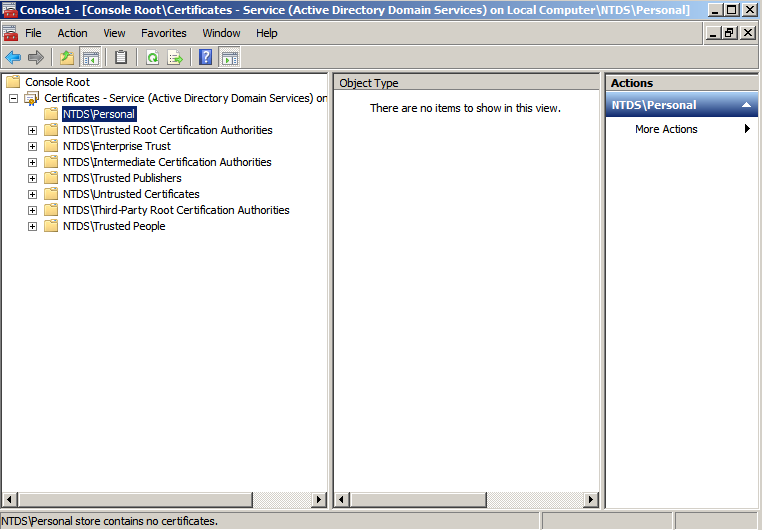 Console1 - [Console Root\Certificates - Service (Active Directory Domain Services) on Local Computer\NTDS\Personal]
File Action View Favorites Window Help
Console Root
Certificates - Service (Active Directory Domain Services) on
NTDS\Personal
NTDS\Trusted Root Certification Authorities
NTDS\Enterprise Trust
NTDS\Intermediate Certification Authorities
NTDS\Trusted Publishers
NTDS\Untrusted Certificates
NTDS\Third-Party Root Certification Authorities
NTDS\Trusted People
Object Type
There are no items to show in this view.
Actions
NTDS\Personal
More Actions
NTDS\Personal store contains no certificates.